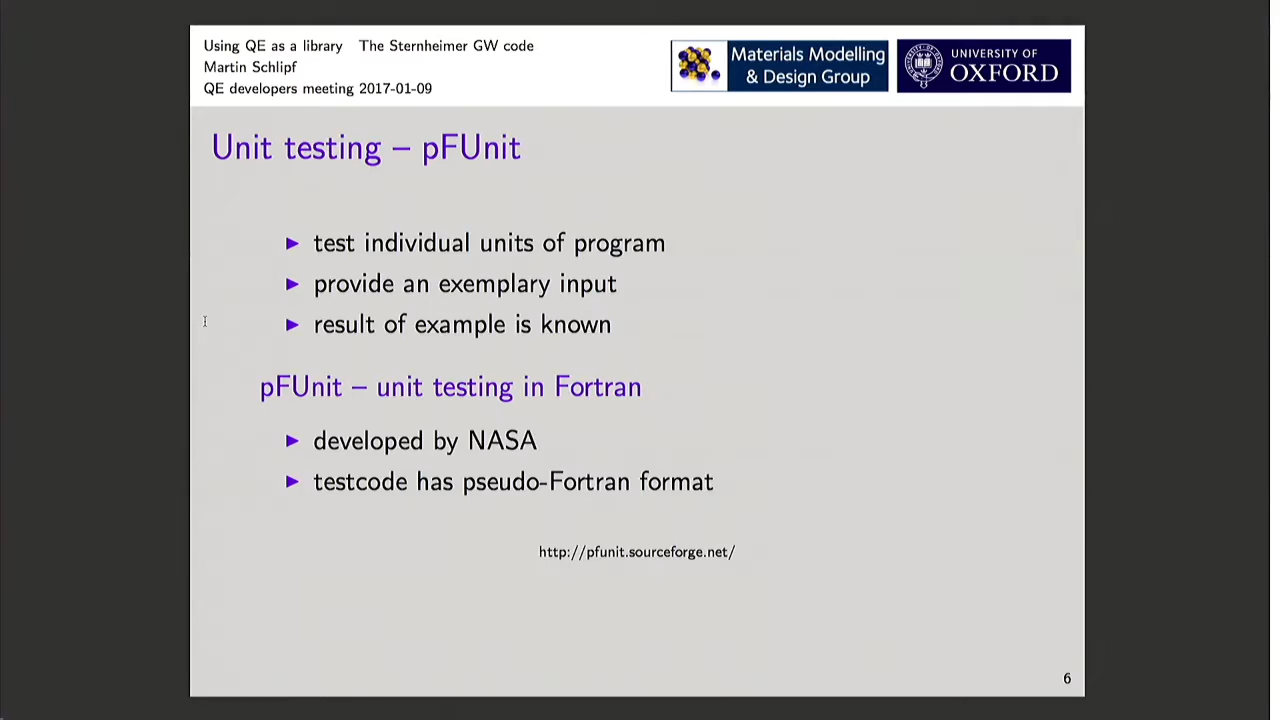 Using QE as a library The Sternheimer GW code
Martin Schlipf
QE developers meeting 2017-01-09
Materials Modelling
& Design Group
UNIVERSITY OF
OXFORD
Unit testing – pFUnit
▶ test individual units of program
▶ provide an exemplary input
▶ result of example is known
pFUnit – unit testing in Fortran
▶ developed by NASA
▶ testcode has pseudo-Fortran format
http://pfunit.sourceforge.net/
6